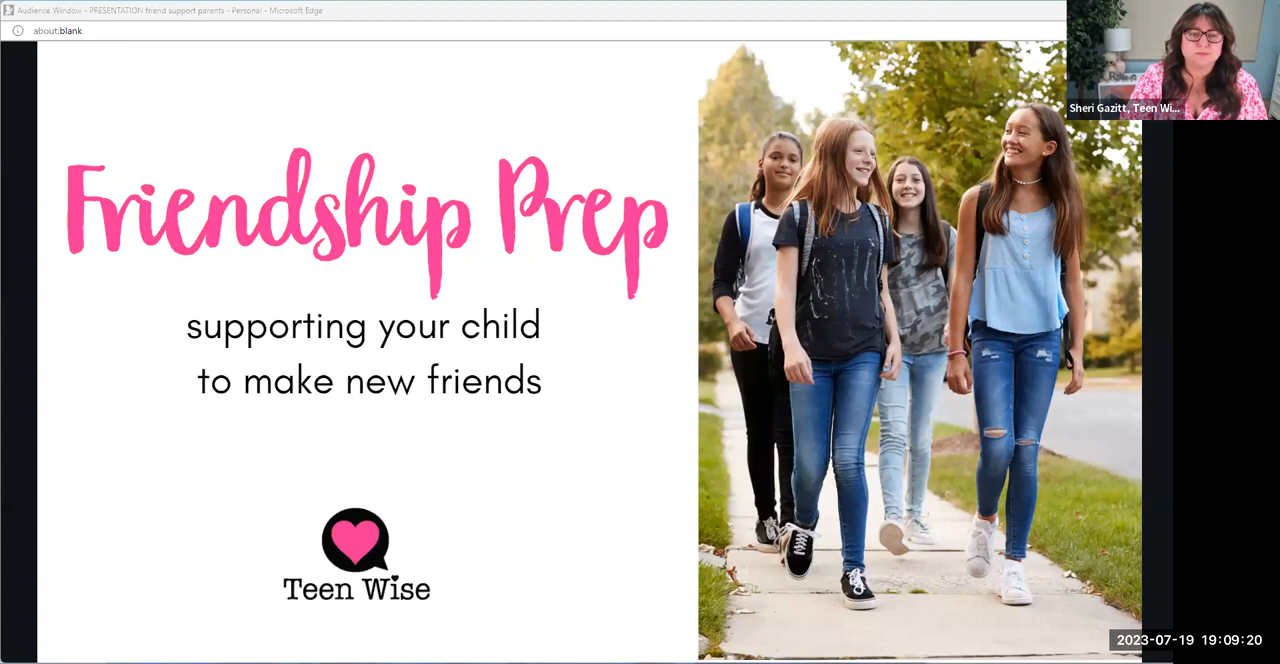 Audience Window - PRESENTATION friend support parents - Personal - Microsoft Edge
about:blank
Sheri Gazitt, Teen Wi...
Friendship Prep
supporting your child
to make new friends
Teen Wise
2023-07-19 19:09:20